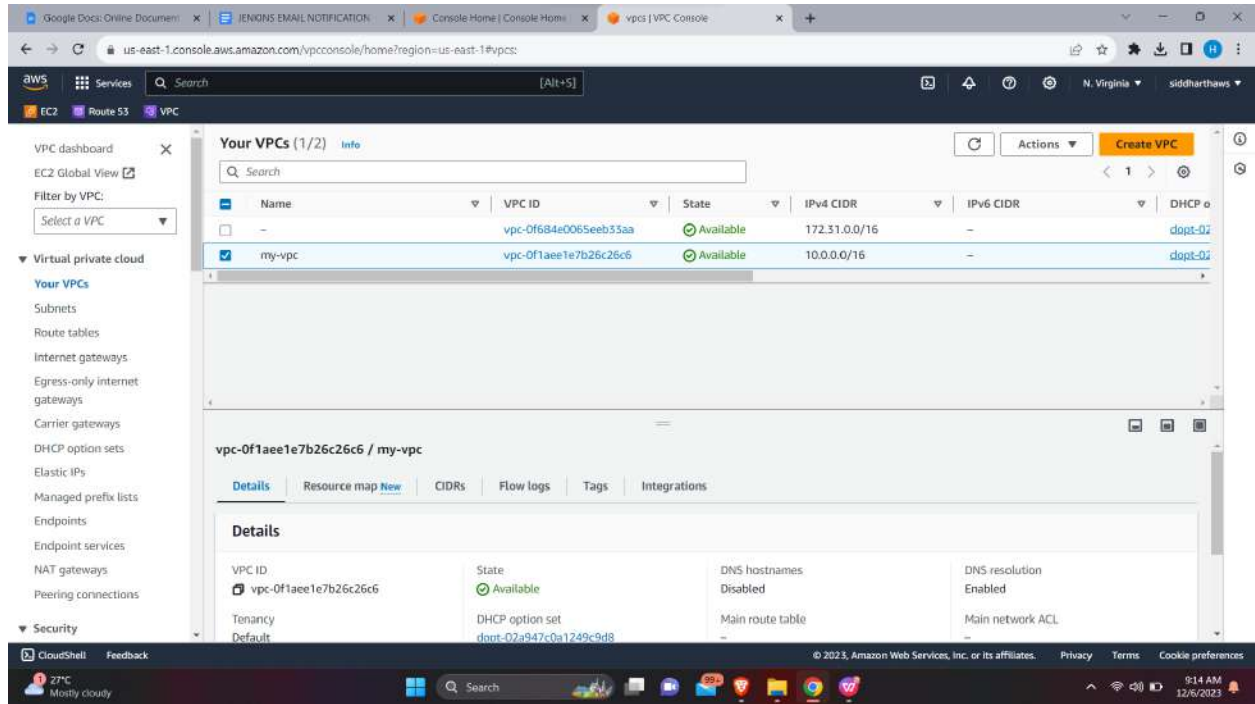 Google Docs: Online Document
JENKINS EMAIL NOTIFICATION
Console Home | Console Home
vpcs | VPC Console
us-east-1.console.aws.amazon.com/vpcconsole/home?region=us-east-1#vpcs:
H
aws Services Search [Alt+S] N. Virginia siddharthaws
EC2 Route 53 VPC
VPC dashboard
EC2 Global View
Filter by VPC:
Select a VPC
Virtual private cloud
Your VPCs
Subnets
Route tables
Internet gateways
Egress-only internet
gateways
Carrier gateways
DHCP option sets
Elastic IPs
Managed prefix lists
Endpoints
Endpoint services
NAT gateways
Peering connections
Security
Your VPCs (1/2) Info
Actions
Create VPC
Search
1
Name VPC ID State IPv4 CIDR IPv6 CIDR DHCP o
– vpc-0f684e0065eeb33aa Available 172.31.0.0/16 – dopt-02
my-vpc vpc-0f1aee1e7b26c26c6 Available 10.0.0.0/16 – dopt-02
vpc-0f1aee1e7b26c26c6 / my-vpc
Details Resource map New CIDRs Flow logs Tags Integrations
Details
VPC ID State DNS hostnames DNS resolution
vpc-0f1aee1e7b26c26c6 Available Disabled Enabled
Tenancy DHCP option set Main route table Main network ACL
Default dopt-02a947c0a1249c9d8 – –
CloudShell Feedback © 2023, Amazon Web Services, Inc. or its affiliates. Privacy Terms Cookie preferences
1
27°C
Mostly cloudy
Search
99+
9:14 AM
12/6/2023